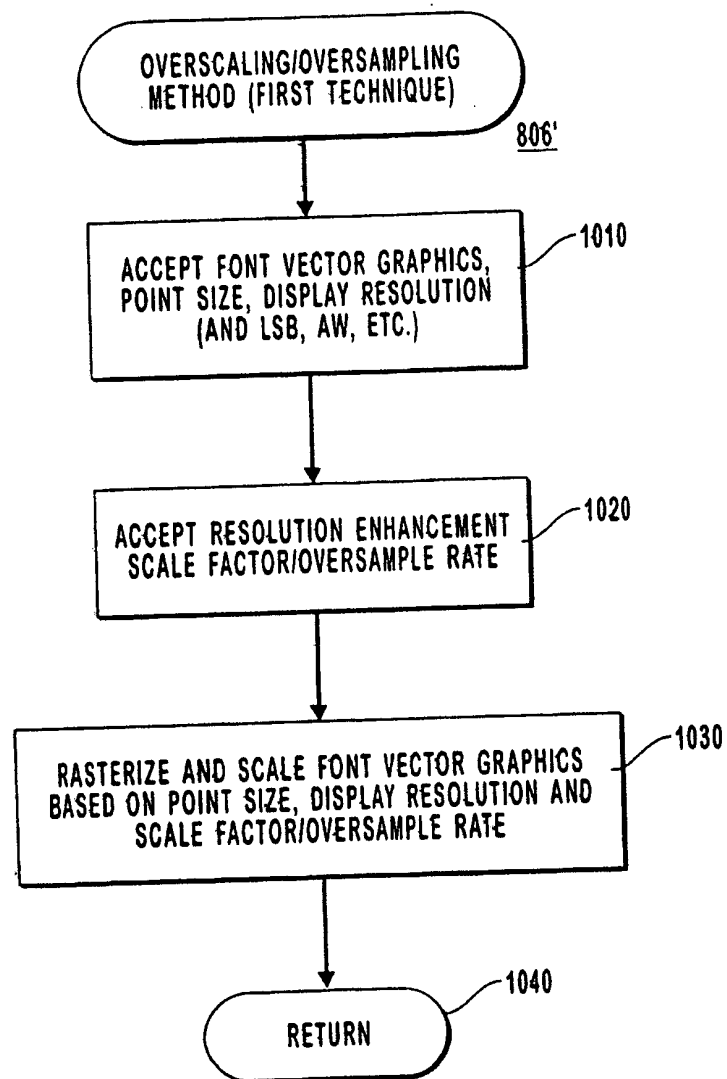 OVERSCALING/OVERSAMPLING
METHOD (FIRST TECHNIQUE)
806'
1010
ACCEPT FONT VECTOR GRAPHICS,
POINT SIZE, DISPLAY RESOLUTION
(AND LSB, AW, ETC.)
1020
ACCEPT RESOLUTION ENHANCEMENT
SCALE FACTOR/OVERSAMPLE RATE
1030
RASTERIZE AND SCALE FONT VECTOR GRAPHICS
BASED ON POINT SIZE, DISPLAY RESOLUTION AND
SCALE FACTOR/OVERSAMPLE RATE
1040
RETURN